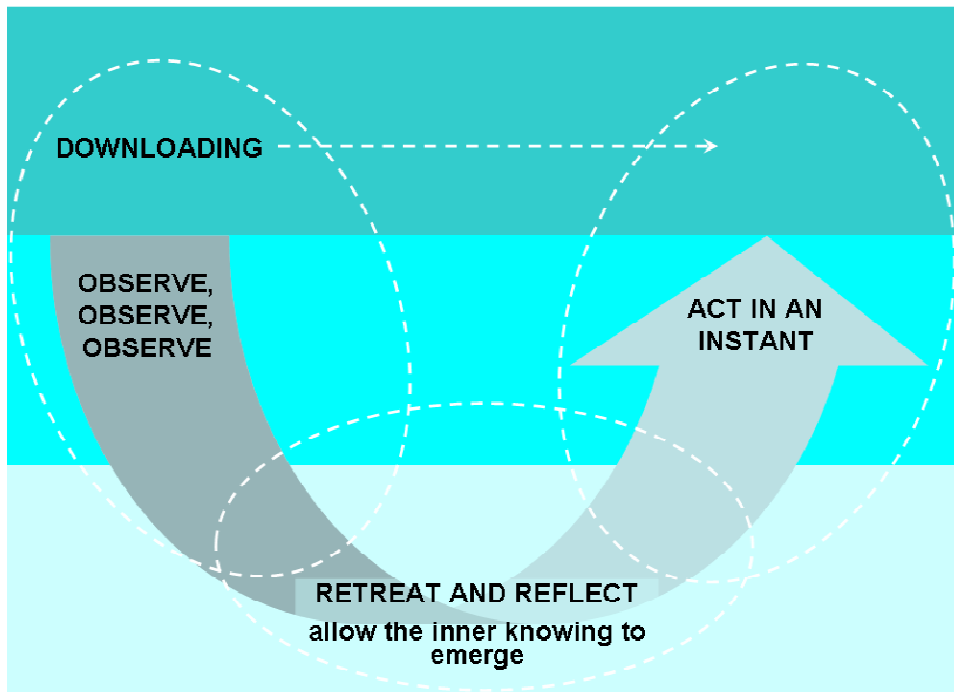 DOWNLOADING
OBSERVE,
OBSERVE,
OBSERVE
ACT IN AN
INSTANT
RETREAT AND REFLECT
allow the inner knowing to
emerge